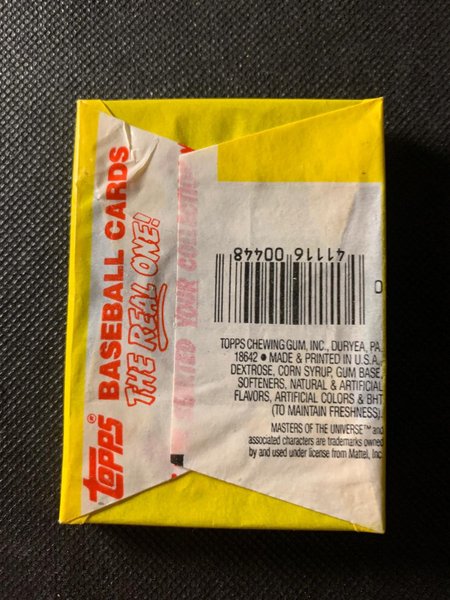 Topps® BASEBALL CARDS
THE REAL ONE!
YOUR
41116 00448
0
TOPPS CHEWING GUM, INC., DURYEA, PA
18642 • MADE & PRINTED IN U.S.A.
DEXTROSE, CORN SYRUP, GUM BASE,
SOFTENERS, NATURAL & ARTIFICIAL
FLAVORS, ARTIFICIAL COLORS & BHT
(TO MAINTAIN FRESHNESS).
MASTERS OF THE UNIVERSE™ and
associated characters are trademarks owned
by and used under license from Mattel, Inc.